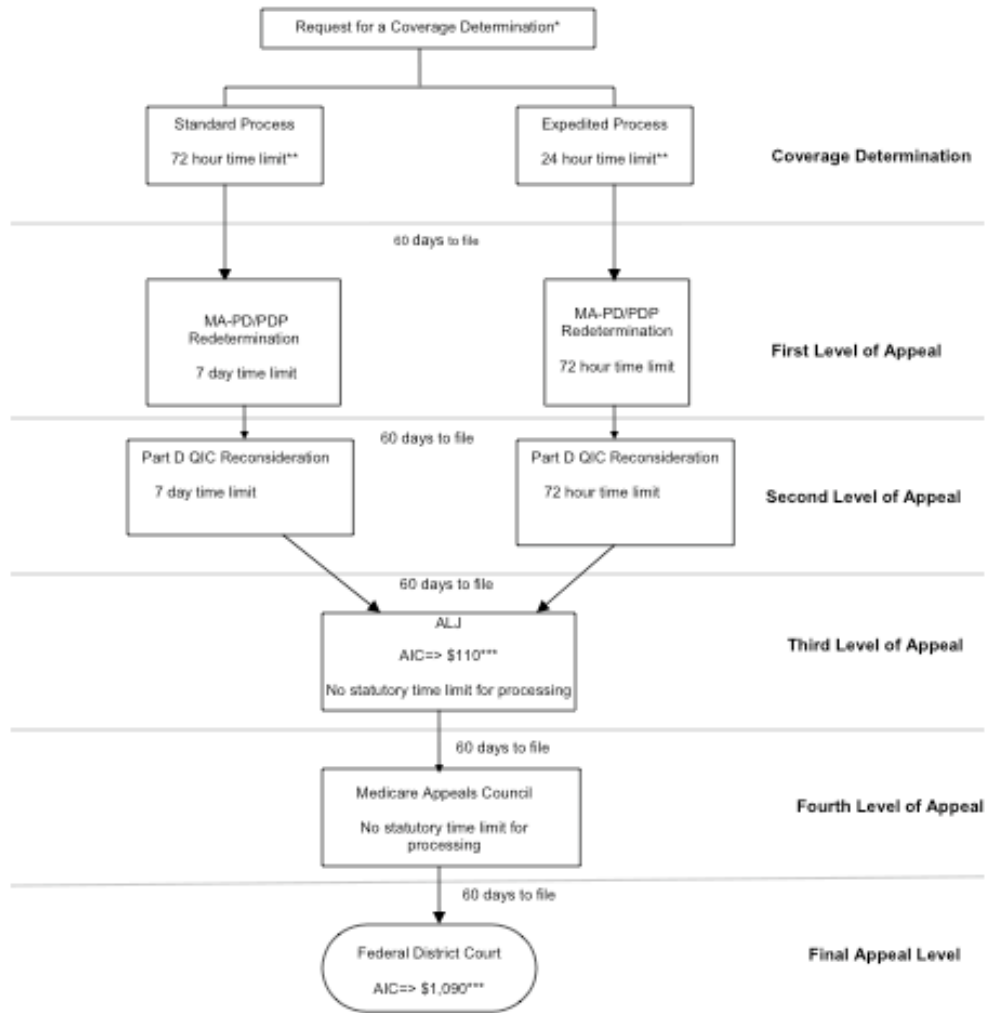 Request for a Coverage Determination*
Standard Process
72 hour time limit**
Expedited Process
24 hour time limit**
Coverage Determination
60 days to file
MA-PD/PDP
Redetermination
7 day time limit
MA-PD/PDP
Redetermination
72 hour time limit
First Level of Appeal
60 days to file
Part D QIC Reconsideration
7 day time limit
Part D QIC Reconsideration
72 hour time limit
Second Level of Appeal
60 days to file
ALJ
AIC=> $110***
No statutory time limit for processing
Third Level of Appeal
60 days to file
Medicare Appeals Council
No statutory time limit for
processing
Fourth Level of Appeal
60 days to file
Federal District Court
AIC=> $1,090***
Final Appeal Level